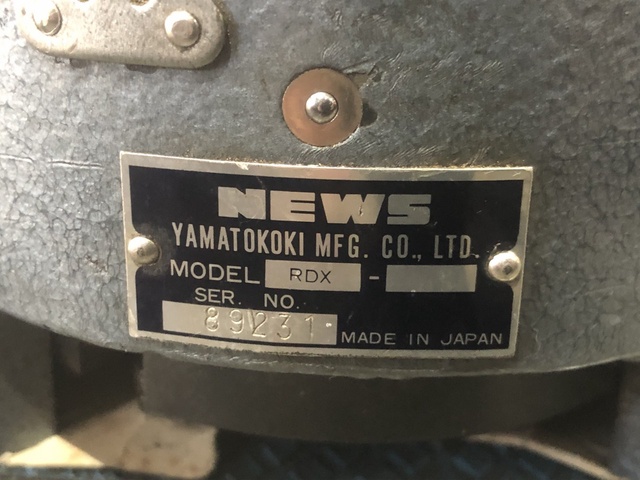 NEWS
YAMATOKOKI MFG. CO., LTD.
MODEL RDX -
SER. NO.
89231
MADE IN JAPAN